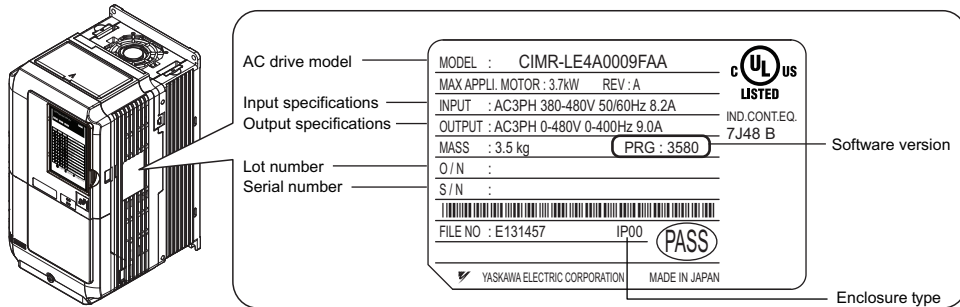 AC drive model
Input specifications
Output specifications
Lot number
Serial number
MODEL : CIMR-LE4A0009FAA
MAX APPLI. MOTOR : 3.7kW REV : A
INPUT : AC3PH 380-480V 50/60Hz 8.2A
OUTPUT : AC3PH 0-480V 0-400Hz 9.0A
MASS : 3.5 kg PRG : 3580
O / N :
S / N :
FILE NO : E131457 IP00
PASS
YASKAWA ELECTRIC CORPORATION MADE IN JAPAN
C UL US
LISTED
IND.CONT.EQ.
7J48 B
Software version
Enclosure type